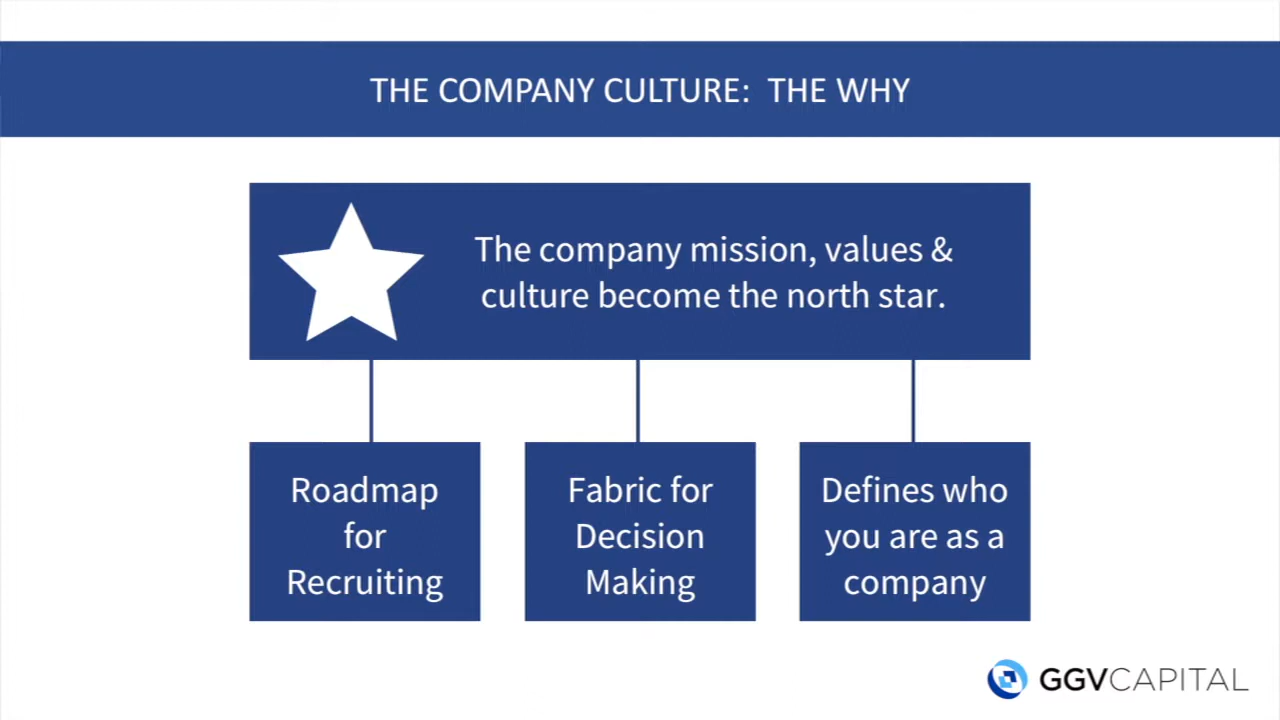 THE COMPANY CULTURE: THE WHY
The company mission, values &
culture become the north star.
Roadmap
for
Recruiting
Fabric for
Decision
Making
Defines who
you are as a
company
GGVCAPITAL